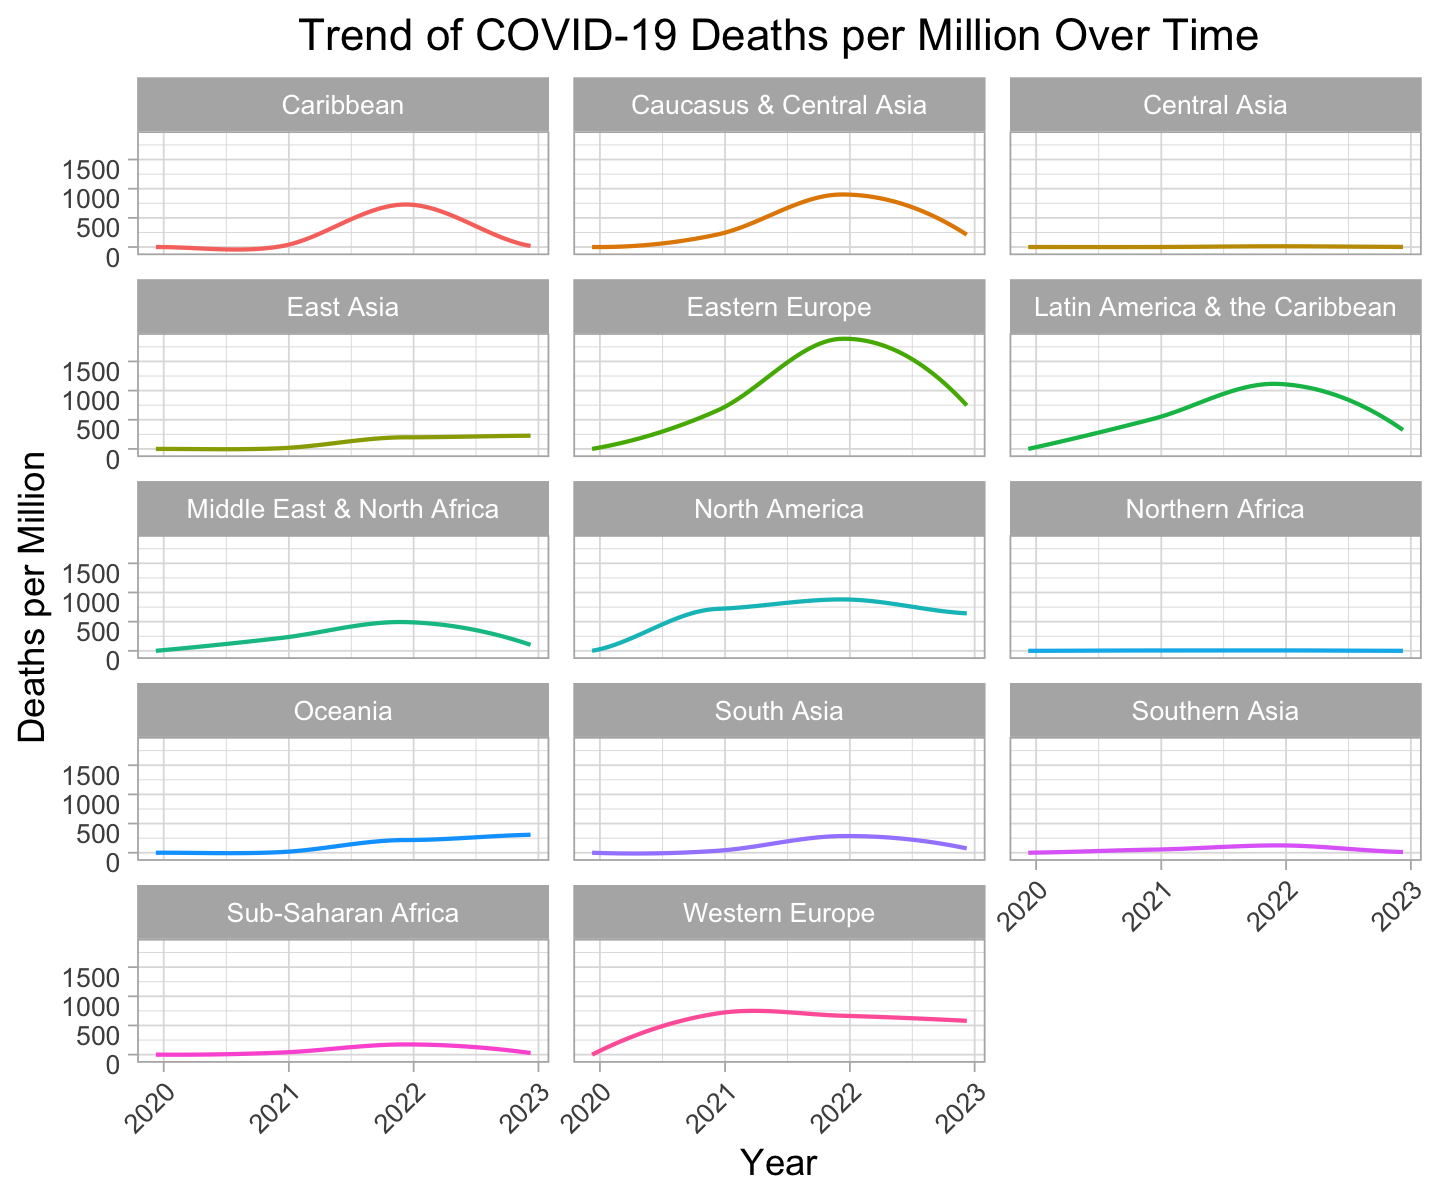 Trend of COVID-19 Deaths per Million Over Time
Caribbean
Caucasus & Central Asia
Central Asia
1500
1000
500
0
East Asia
Eastern Europe
Latin America & the Caribbean
1500
1000
500
0
Middle East & North Africa
North America
Northern Africa
1500
1000
500
0
Oceania
South Asia
Southern Asia
1500
1000
500
0
2020 2021 2022 2023
Sub-Saharan Africa
Western Europe
1500
1000
500
0
2020 2021 2022 2023
2020 2021 2022 2023
Year
Deaths per Million